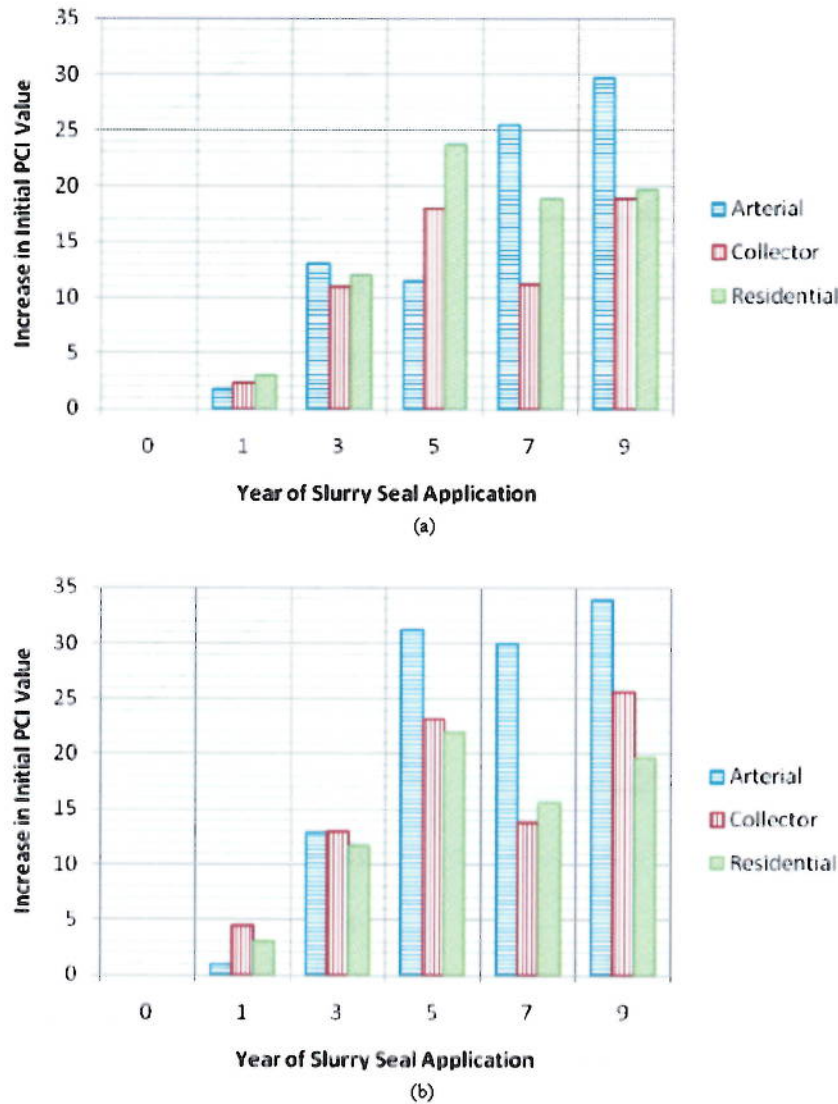 35
30
25
20
15
10
5
0
Increase in Initial PCI Value
0 1 3 5 7 9
Year of Slurry Seal Application
Arterial
Collector
Residential
(a)
35
30
25
20
15
10
5
0
Increase in Initial PCI Value
0 1 3 5 7 9
Year of Slurry Seal Application
Arterial
Collector
Residential
(b)